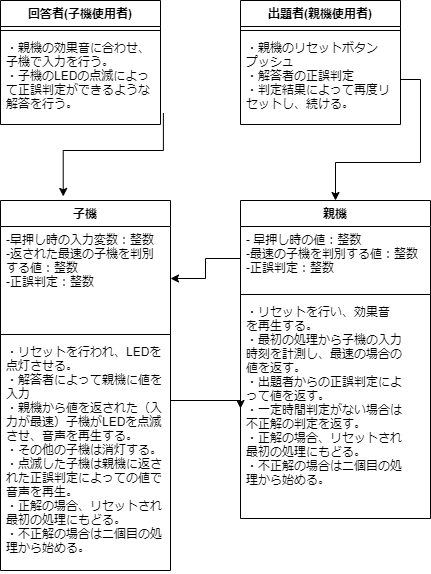 回答者(子機使用者)
・親機の効果音に合わせ、
子機で入力を行う。
・子機のLEDの点滅によっ
て正誤判定ができるような
解答を行う。
出題者(親機使用者)
・親機のリセットボタン
プッシュ
・解答者の正誤判定
・判定結果によって再度リ
セットし、続ける。
子機
-早押し時の入力変数：整数
-返された最速の子機を判別
する値：整数
-正誤判定：整数
・リセットを行われ、LEDを
点灯させる。
・解答者によって親機に値を
入力
・親機から値を返された（入
力が最速）子機がLEDを点滅
させ、音声を再生する。
・その他の子機は消灯する。
・点滅した子機は親機に返さ
れた正誤判定によっての値で
音声を再生。
・正解の場合、リセットされ
最初の処理にもどる。
・不正解の場合は二個目の処
理から始める。
親機
- 早押し時の値：整数
-最速の子機を判別する値：整数
-正誤判定：整数
・リセットを行い、効果音
を再生する。
・最初の処理から子機の入力
時刻を計測し、最速の場合の
値を返す。
・出題者からの正誤判定によ
って値を返す。
・一定時間判定がない場合は
不正解の判定を返す。
・正解の場合、リセットされ
最初の処理にもどる。
・不正解の場合は二個目の処
理から始める。